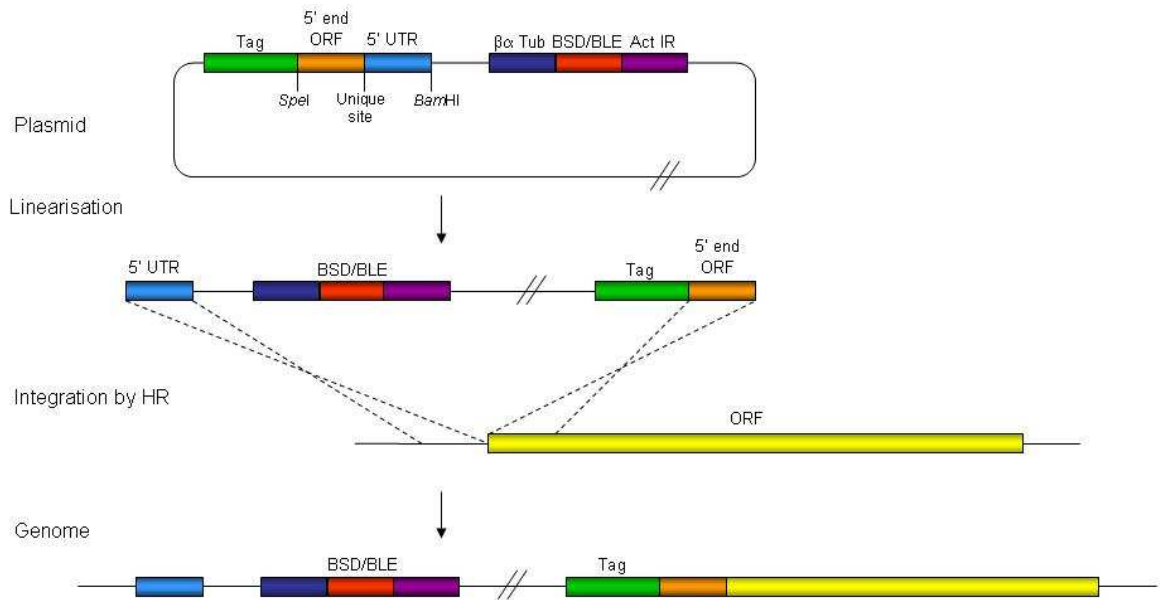 Tag
5' end
ORF
5' UTR
βα Tub
BSD/BLE
Act IR
SpeI
Unique
site
BamHI
Plasmid
Linearisation
5' UTR
BSD/BLE
Tag
5' end
ORF
Integration by HR
ORF
Genome
BSD/BLE
Tag